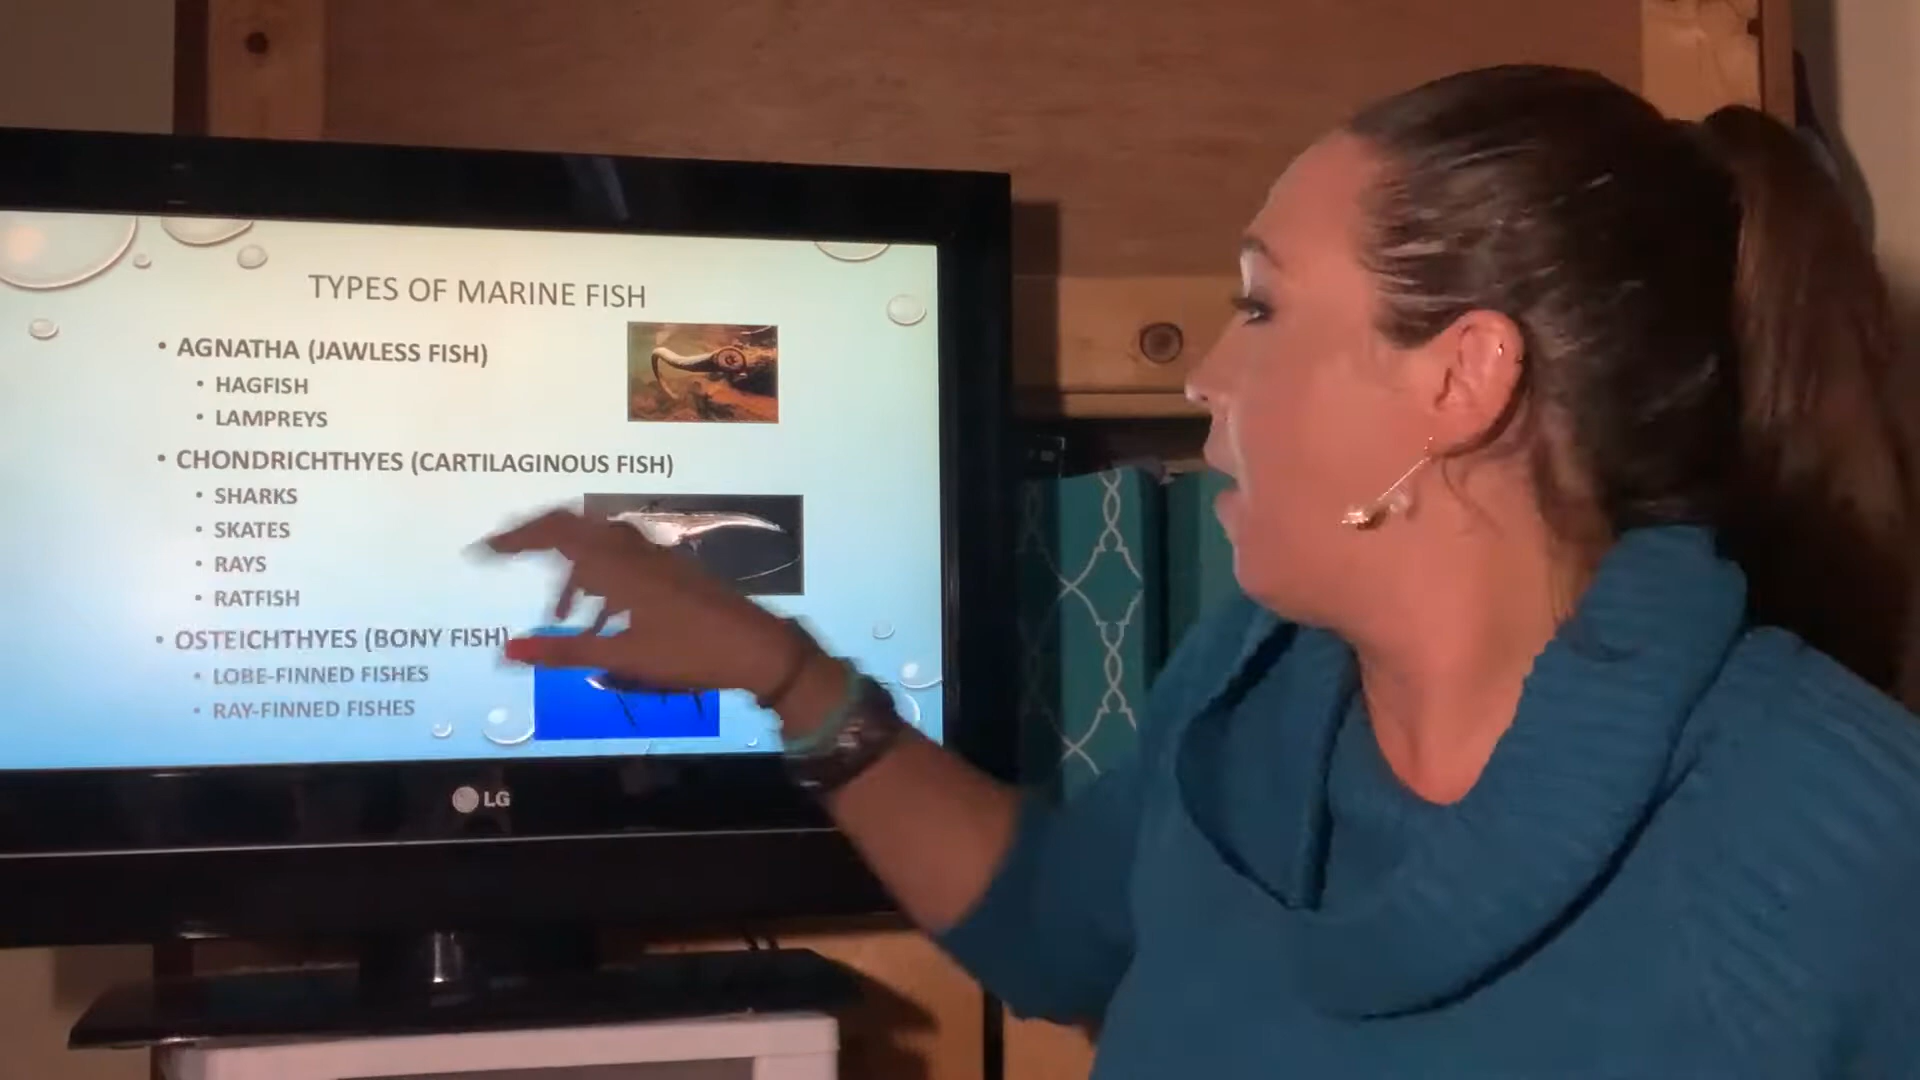 TYPES OF MARINE FISH
• AGNATHA (JAWLESS FISH)
• HAGFISH
• LAMPREYS
• CHONDRICHTHYES (CARTILAGINOUS FISH)
• SHARKS
• SKATES
• RAYS
• RATFISH
• OSTEICHTHYES (BONY FISH)
• LOBE-FINNED FISHES
• RAY-FINNED FISHES
LG